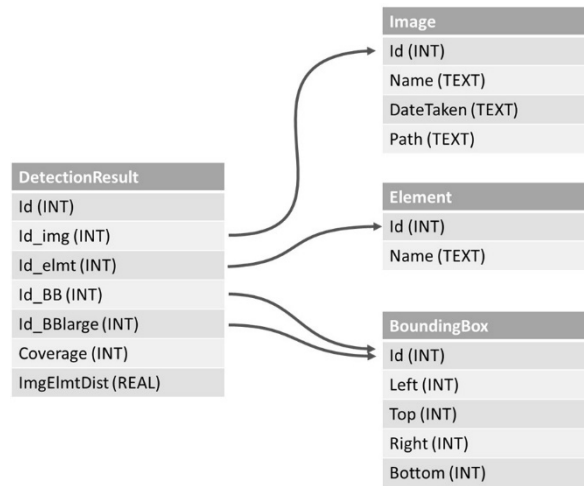 Image
Id (INT)
Name (TEXT)
DateTaken (TEXT)
Path (TEXT)
DetectionResult
Id (INT)
Id_img (INT)
Id_elmt (INT)
Id_BB (INT)
Id_BBlarge (INT)
Coverage (INT)
ImgElmtDist (REAL)
Element
Id (INT)
Name (TEXT)
BoundingBox
Id (INT)
Left (INT)
Top (INT)
Right (INT)
Bottom (INT)